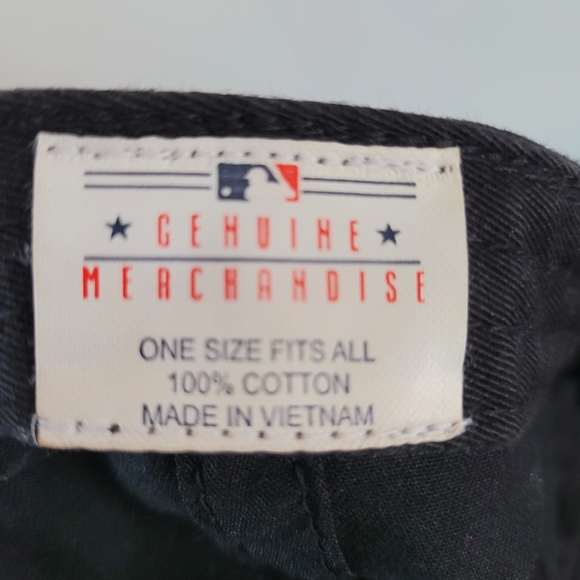 GENUINE
MERCHANDISE
ONE SIZE FITS ALL
100% COTTON
MADE IN VIETNAM